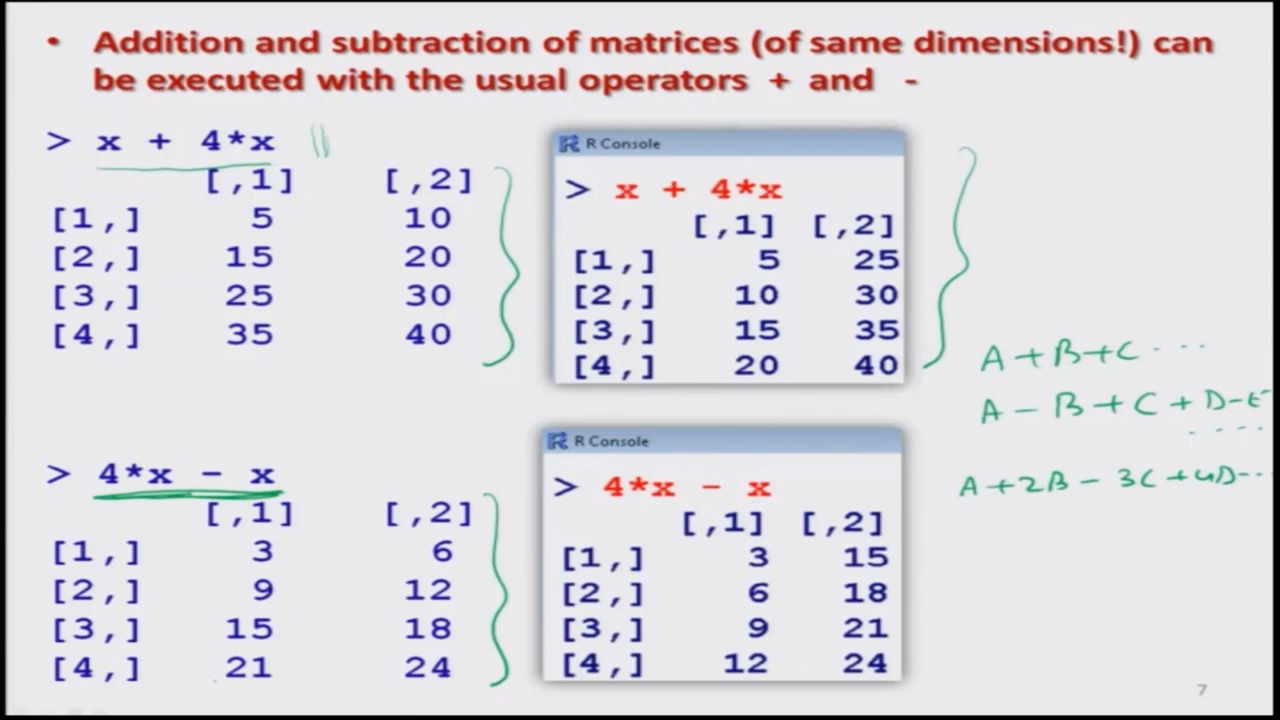 • Addition and subtraction of matrices (of same dimensions!) can
be executed with the usual operators + and -
> x + 4*x
[,1] [,2]
[1,] 5 10
[2,] 15 20
[3,] 25 30
[4,] 35 40
R Console
> x + 4*x
[,1] [,2]
[1,] 5 25
[2,] 10 30
[3,] 15 35
[4,] 20 40
A+B+C ...
A - B + C + D - E
....
A + 2B - 3C + 4D ...
> 4*x - x
[,1] [,2]
[1,] 3 6
[2,] 9 12
[3,] 15 18
[4,] 21 24
R Console
> 4*x - x
[,1] [,2]
[1,] 3 15
[2,] 6 18
[3,] 9 21
[4,] 12 24
7